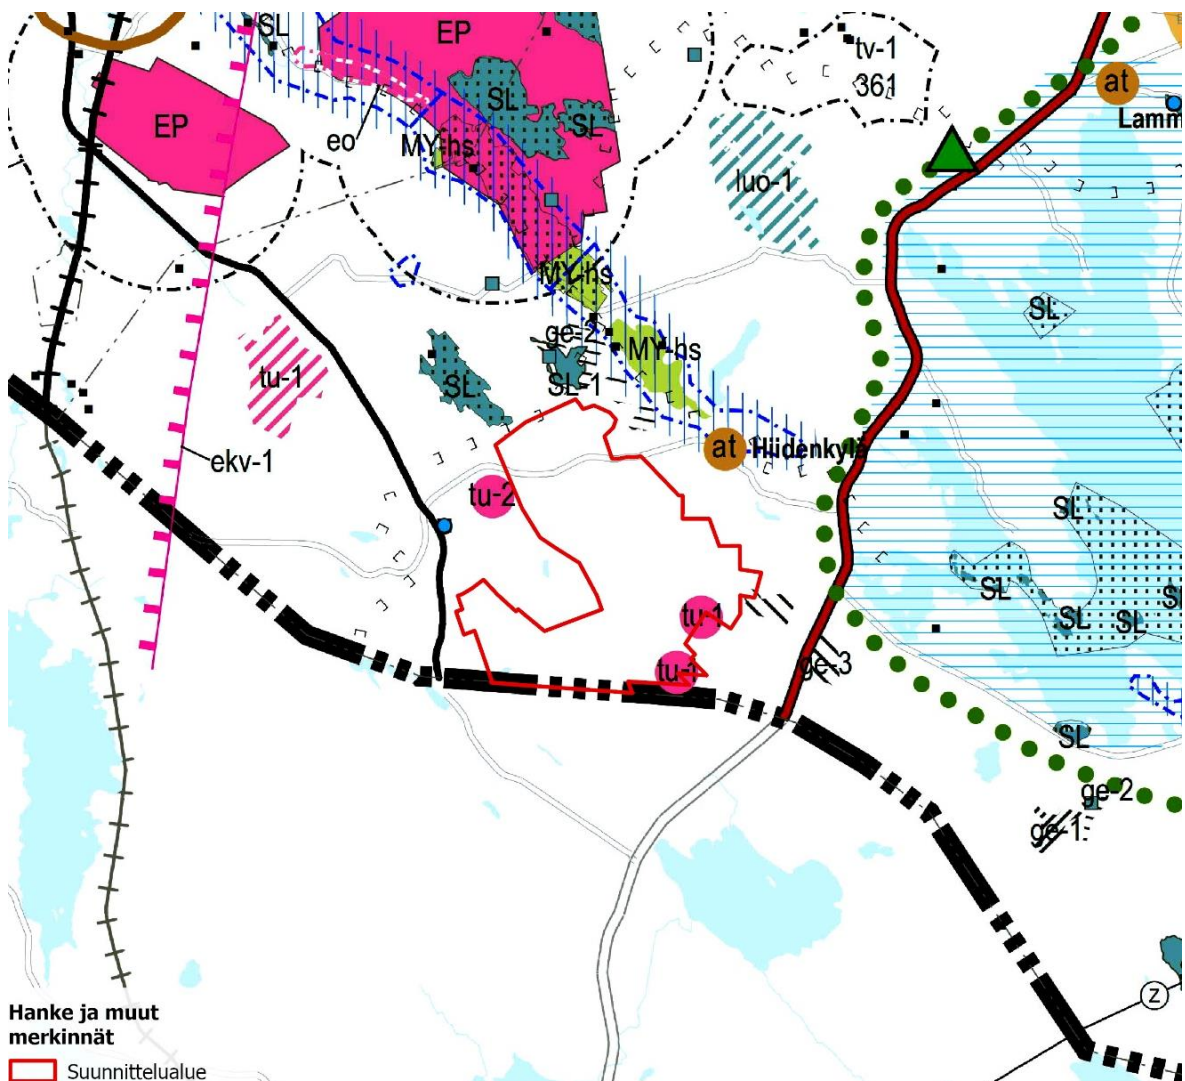 SL
EP
tv-1
361
at
Lamm
SL
EP
SL
eo
MY-hs
luo-1
MY-hs
SL
ge-2
MY-hs
tu-1
SL
SL-1
at
Hiidenkylä
ekv-1
tu-2
SL
SL
SL
SL
SL
tu-1
tu-1
ge-3
SL
ge-2
ge-1
z
Hanke ja muut
merkinnät
Suunnittelualue